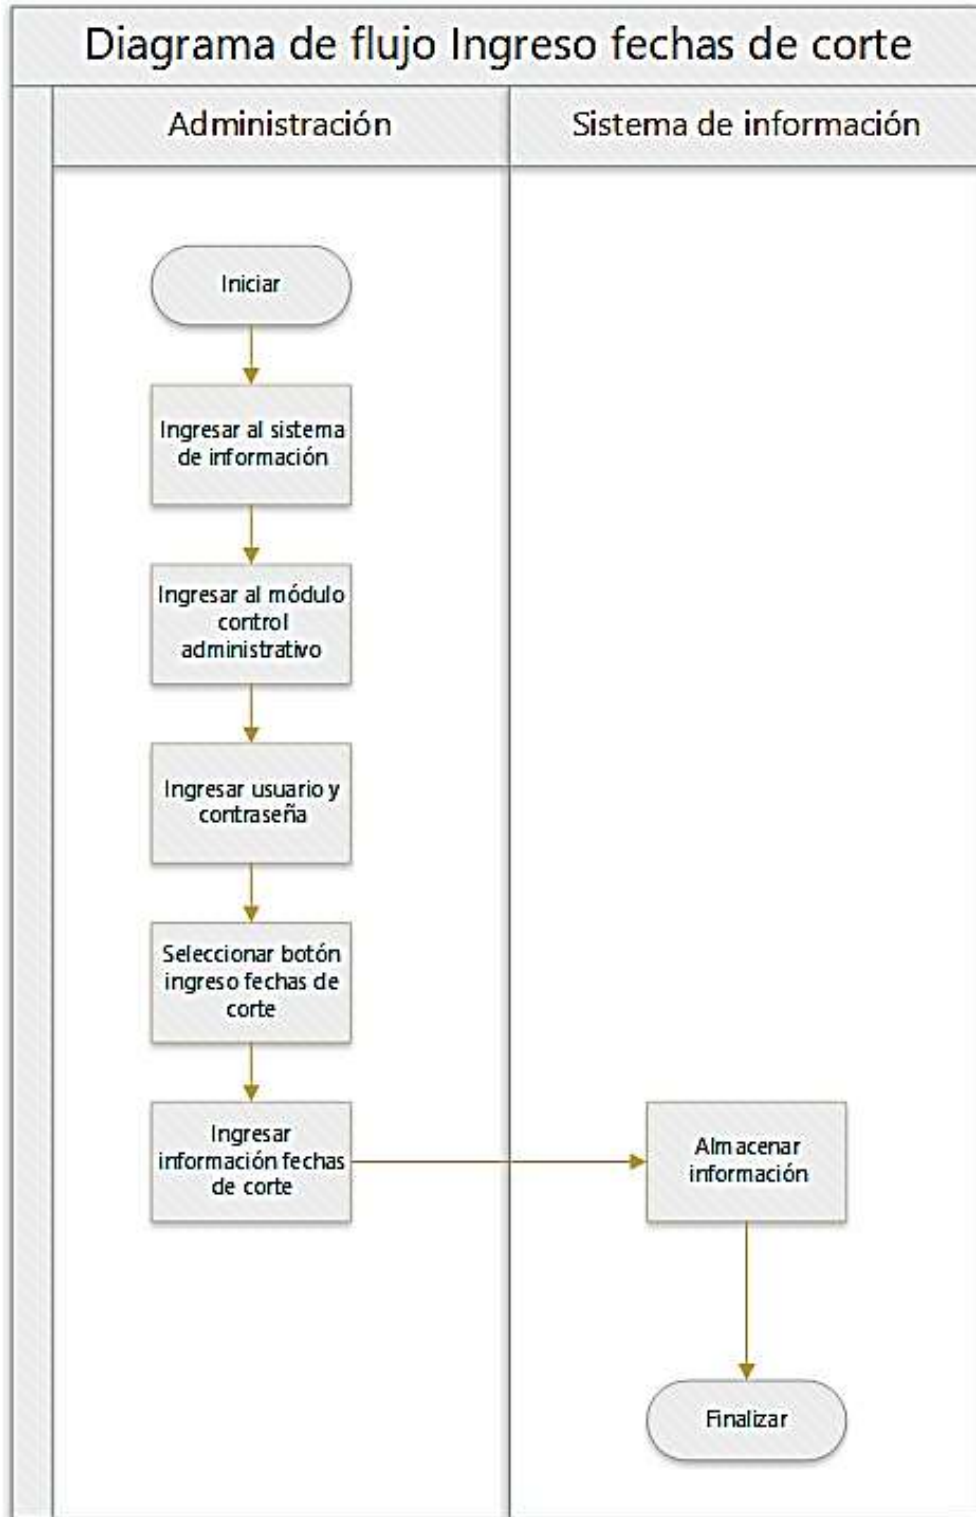 Diagrama de flujo Ingreso fechas de corte
Administración
Sistema de información
Iniciar
Ingresar al sistema
de información
Ingresar al módulo
control
administrativo
Ingresar usuario y
contraseña
Seleccionar botón
ingreso fechas de
corte
Ingresar
información fechas
de corte
Almacenar
información
Finalizar